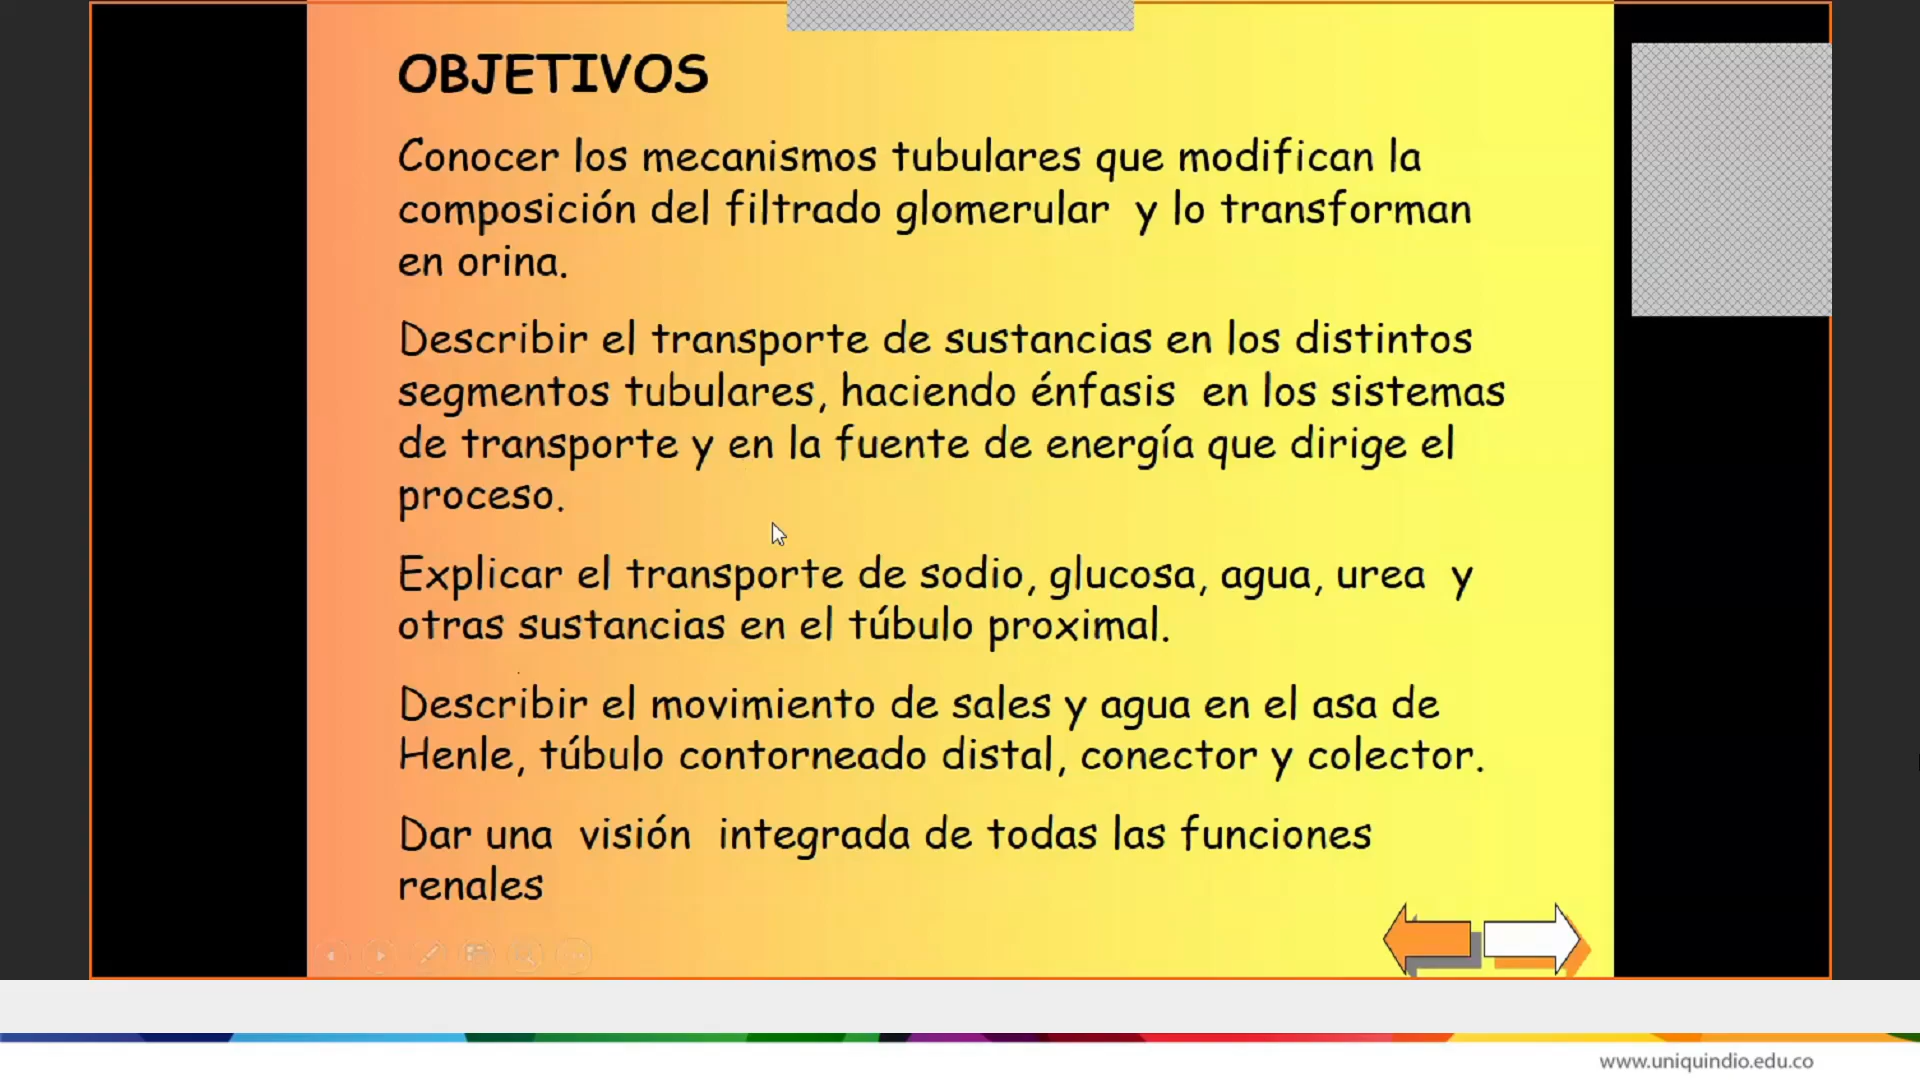 OBJETIVOS
Conocer los mecanismos tubulares que modifican la
composición del filtrado glomerular y lo transforman
en orina.
Describir el transporte de sustancias en los distintos
segmentos tubulares, haciendo énfasis en los sistemas
de transporte y en la fuente de energía que dirige el
proceso.
Explicar el transporte de sodio, glucosa, agua, urea y
otras sustancias en el túbulo proximal.
Describir el movimiento de sales y agua en el asa de
Henle, túbulo contorneado distal, conector y colector.
Dar una visión integrada de todas las funciones
renales
www.uniquindio.edu.co